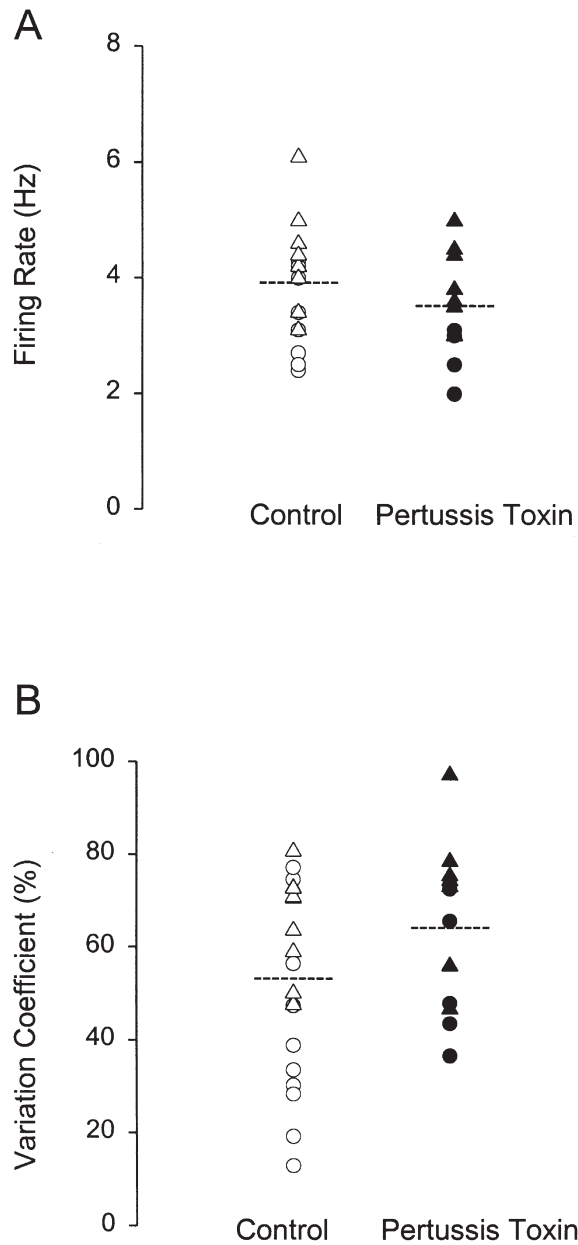 A
8
6
4
2
0
Firing Rate (Hz)
Control Pertussis Toxin
B
100
80
60
40
20
0
Variation Coefficient (%)
Control Pertussis Toxin